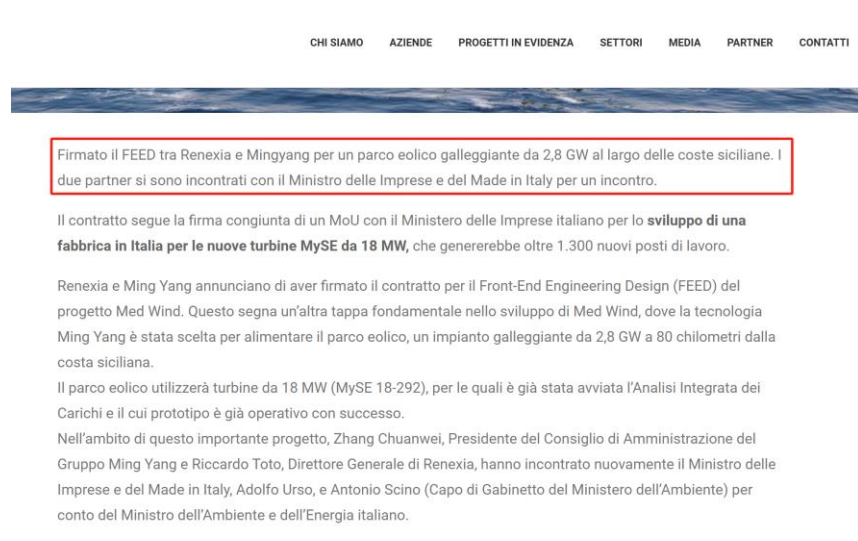 CHI SIAMO AZIENDE PROGETTI IN EVIDENZA SETTORI MEDIA PARTNER CONTATTI
Firmato il FEED tra Renexia e Mingyang per un parco eolico galleggiante da 2,8 GW al largo delle coste siciliane. I
due partner si sono incontrati con il Ministro delle Imprese e del Made in Italy per un incontro.
Il contratto segue la firma congiunta di un MoU con il Ministero delle Imprese italiano per lo sviluppo di una
fabbrica in Italia per le nuove turbine MySE da 18 MW, che genererebbe oltre 1.300 nuovi posti di lavoro.
Renexia e Ming Yang annunciano di aver firmato il contratto per il Front-End Engineering Design (FEED) del
progetto Med Wind. Questo segna un'altra tappa fondamentale nello sviluppo di Med Wind, dove la tecnologia
Ming Yang è stata scelta per alimentare il parco eolico, un impianto galleggiante da 2,8 GW a 80 chilometri dalla
costa siciliana.
Il parco eolico utilizzerà turbine da 18 MW (MySE 18-292), per le quali è già stata avviata l'Analisi Integrata dei
Carichi e il cui prototipo è già operativo con successo.
Nell'ambito di questo importante progetto, Zhang Chuanwei, Presidente del Consiglio di Amministrazione del
Gruppo Ming Yang e Riccardo Toto, Direttore Generale di Renexia, hanno incontrato nuovamente il Ministro delle
Imprese e del Made in Italy, Adolfo Urso, e Antonio Scino (Capo di Gabinetto del Ministero dell'Ambiente) per
conto del Ministro dell'Ambiente e dell'Energia italiano.